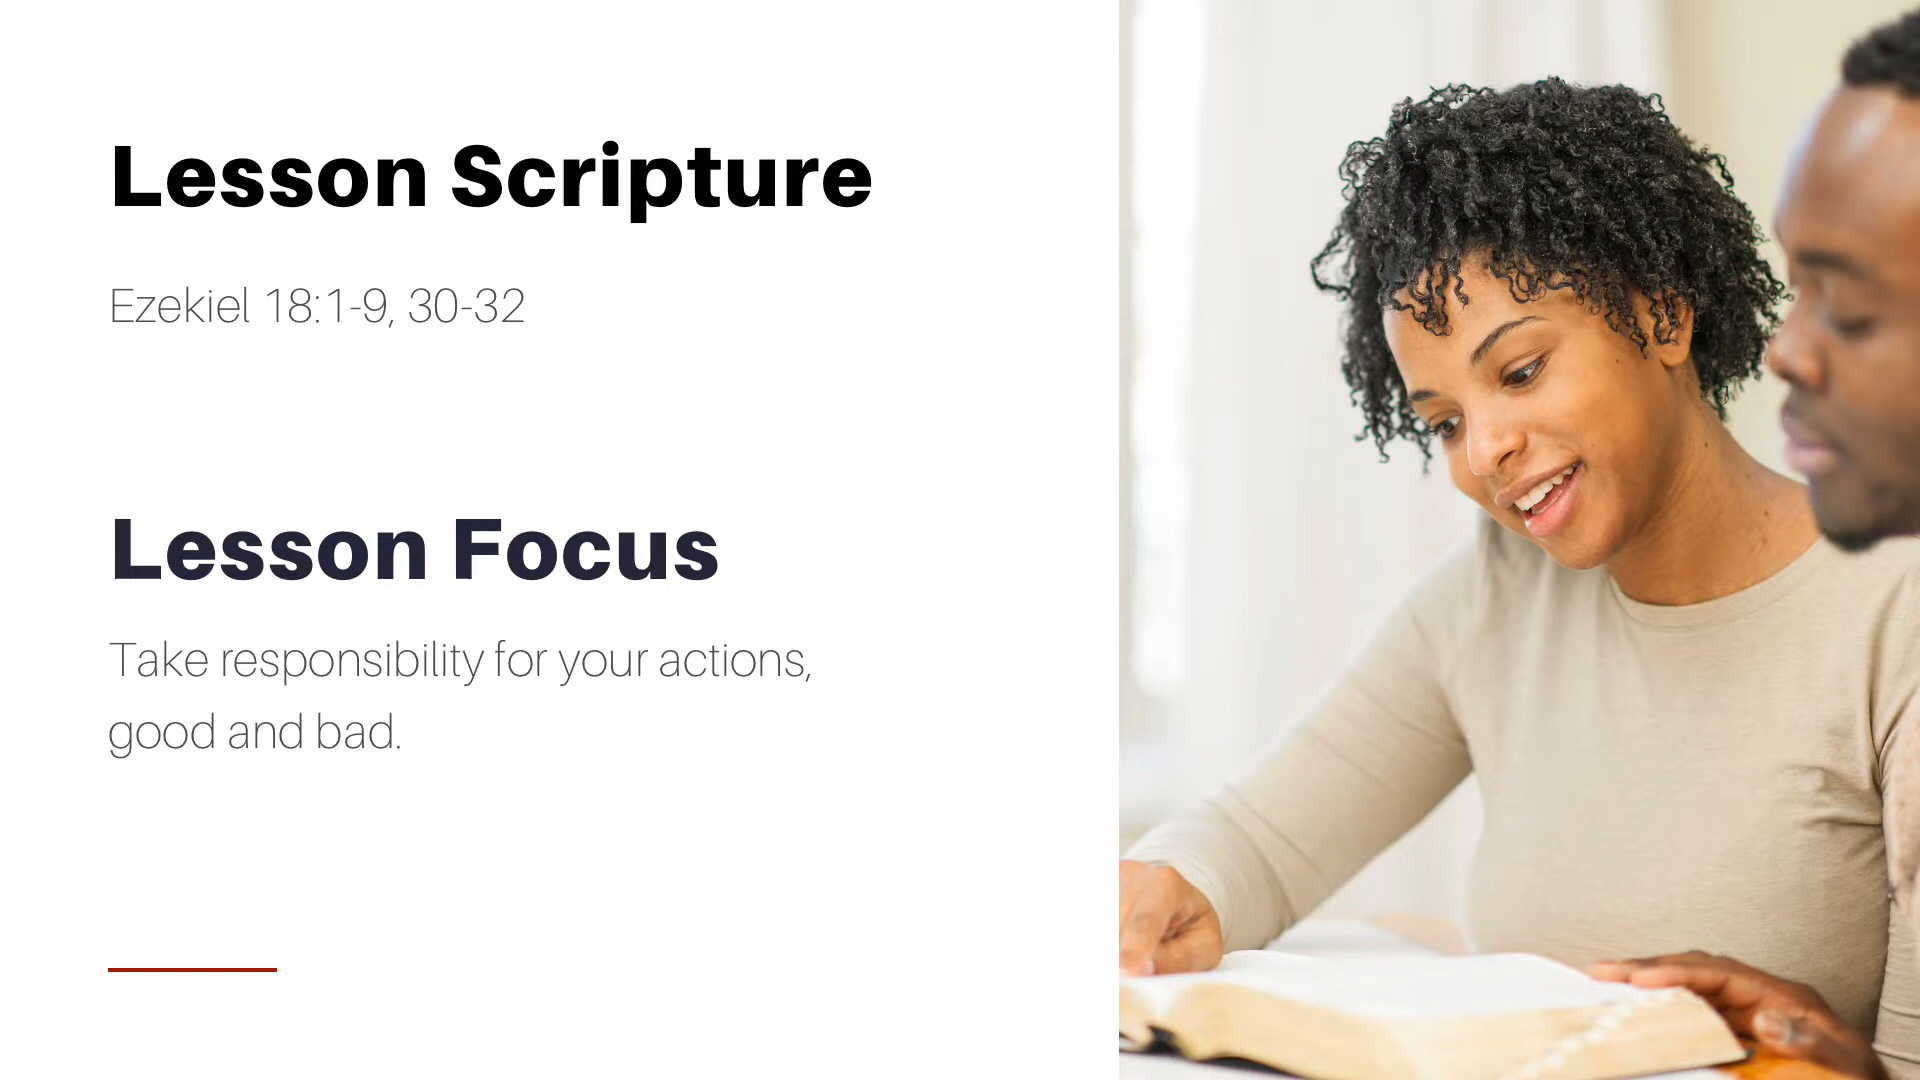 Lesson Scripture
Ezekiel 18:1-9, 30-32
Lesson Focus
Take responsibility for your actions,
good and bad.